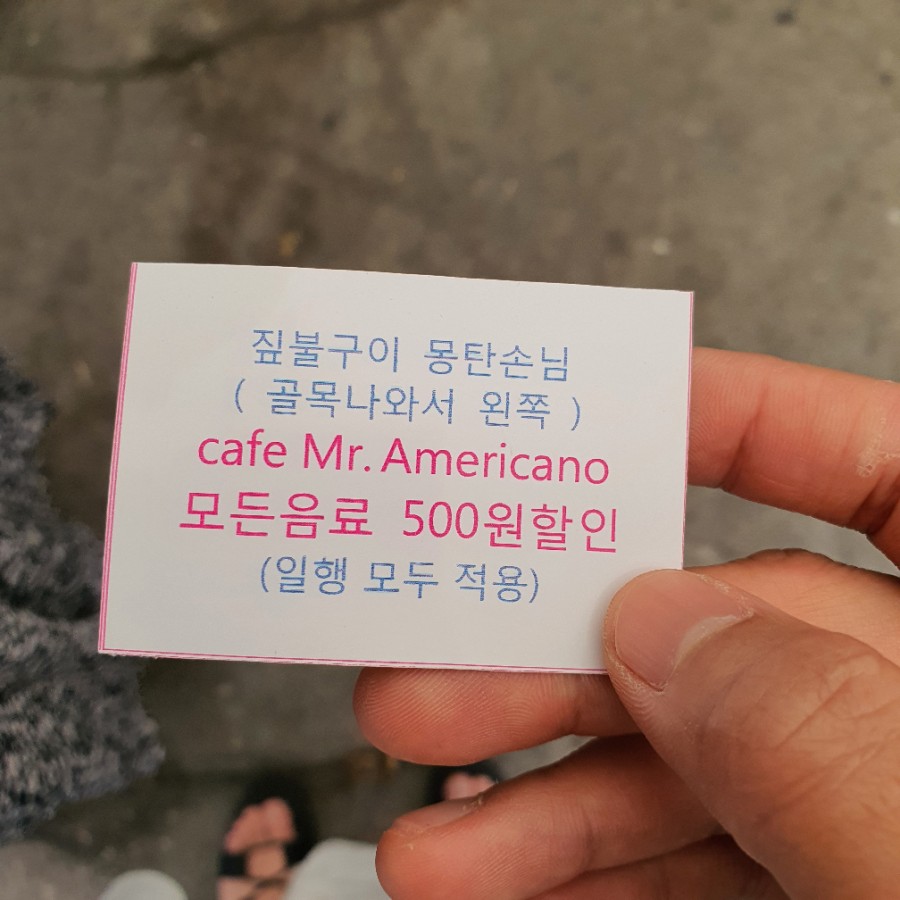 짚불구이 몽탄손님
( 골목나와서 왼쪽 )
cafe Mr. Americano
모든음료 500원할인
(일행 모두 적용)